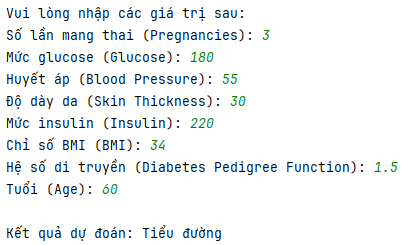 Vui lòng nhập các giá trị sau:
Số lần mang thai (Pregnancies): 3
Mức glucose (Glucose): 180
Huyết áp (Blood Pressure): 55
Độ dày da (Skin Thickness): 30
Mức insulin (Insulin): 220
Chỉ số BMI (BMI): 34
Hệ số di truyền (Diabetes Pedigree Function): 1.5
Tuổi (Age): 60
Kết quả dự đoán: Tiểu đường